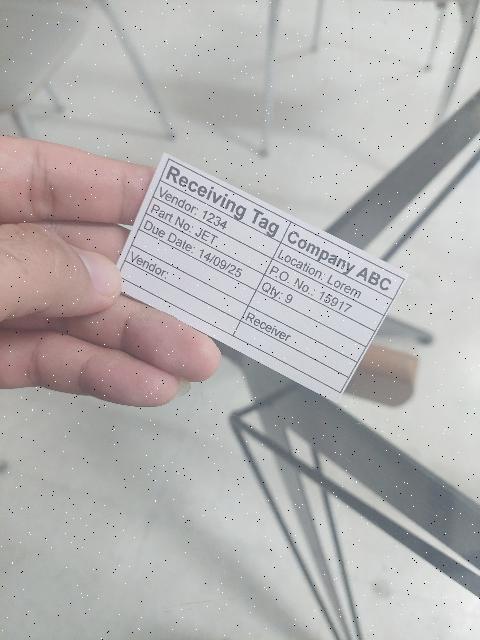 Receiving Tag
Vendor: 1234
Part No: JET
Due Date: 14/09/25
Vendor:
Company ABC
Location: Lorem
P.O. No.: 15917
Qty: 9
Receiver